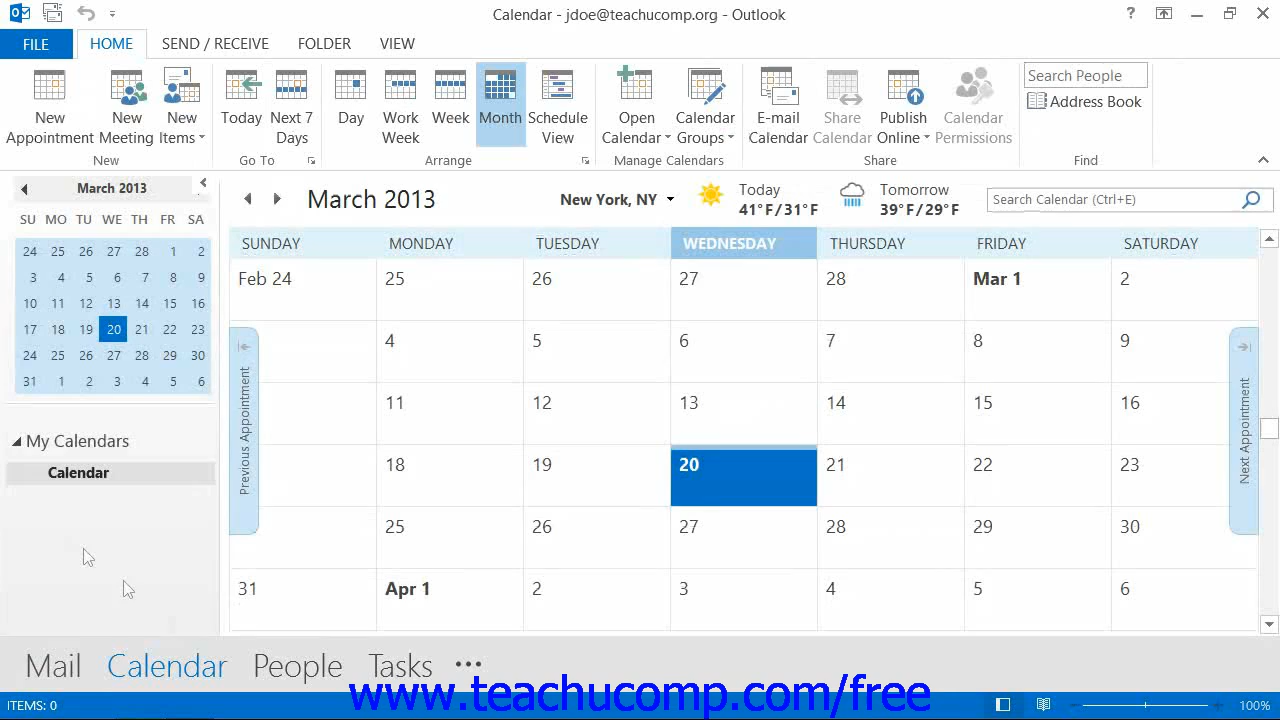 Calendar - jdoe@teachucomp.org - Outlook
?
FILE HOME SEND / RECEIVE FOLDER VIEW
New Appointment
New Meeting
New Items
Today
Next 7 Days
Day
Work Week
Week
Month
Schedule View
Open Calendar
Calendar Groups
E-mail Calendar
Share Calendar
Publish Online
Calendar Permissions
Search People
Address Book
New Go To Arrange Manage Calendars Share Find
March 2013
SU MO TU WE TH FR SA
24 25 26 27 28 1 2
3 4 5 6 7 8 9
10 11 12 13 14 15 16
17 18 19 20 21 22 23
24 25 26 27 28 29 30
31 1 2 3 4 5 6
My Calendars
Calendar
March 2013
New York, NY
Today
41°F/31°F
Tomorrow
39°F/29°F
Search Calendar (Ctrl+E)
SUNDAY MONDAY TUESDAY WEDNESDAY THURSDAY FRIDAY SATURDAY
Feb 24 25 26 27 28 Mar 1 2
4 5 6 7 8 9
11 12 13 14 15 16
18 19 20 21 22 23
25 26 27 28 29 30
31 Apr 1 2 3 4 5 6
Previous Appointment
Next Appointment
Mail Calendar People Tasks •••
www.teachucomp.com/free
ITEMS: 0
100%